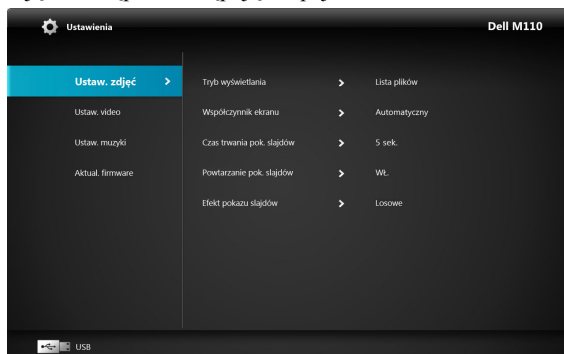 Ustawienia
Dell M110
Ustaw. zdjęć
Tryb wyświetlania
Lista plików
Ustaw. video
Współczynnik ekranu
Automatyczny
Ustaw. muzyki
Czas trwania pok. slajdów
5 sek.
Aktual. firmware
Powtarzanie pok. slajdów
WŁ.
Efekt pokazu slajdów
Losowe
USB